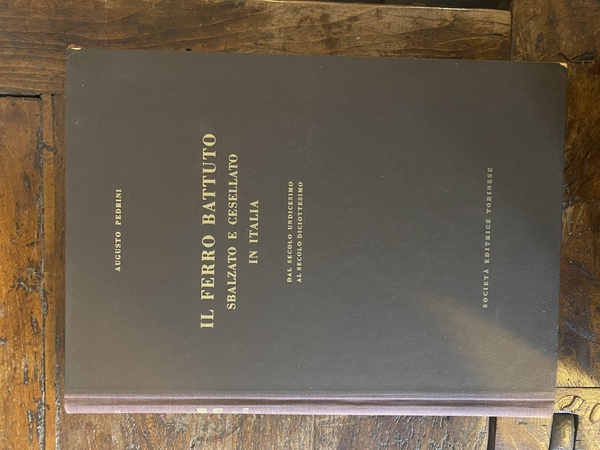 AUGUSTO PEDRINI
IL FERRO BATTUTO
SBALZATO E CESELLATO
IN ITALIA
DAL SECOLO UNDICESIMO
AL SECOLO DICIOTTESIMO
SOCIETÀ EDITRICE TORINESE